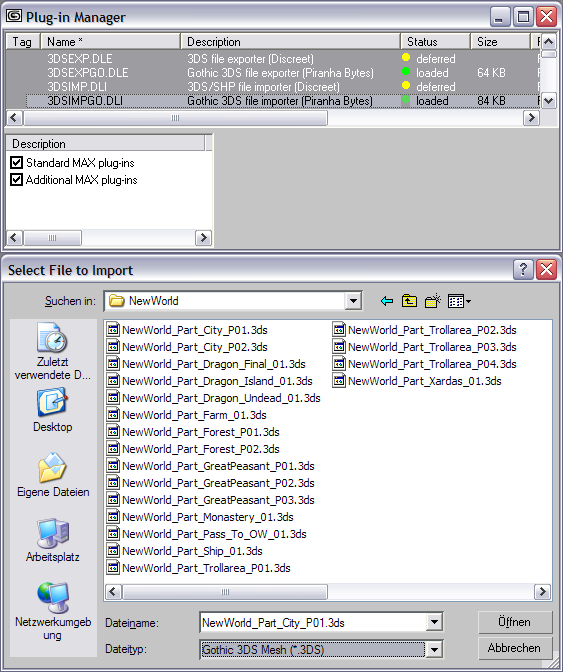 Plug-in Manager
Tag Name * Description Status Size
3DSEXP.DLE 3DS file exporter (Discreet) deferred
3DSEXPGO.DLE Gothic 3DS file exporter (Piranha Bytes) loaded 64 KB
3DSIMP.DLI 3DS/SHP file importer (Discreet) deferred
3DSIMPGO.DLI Gothic 3DS file importer (Piranha Bytes) loaded 84 KB
Description
Standard MAX plug-ins
Additional MAX plug-ins
Select File to Import
Suchen in: NewWorld
Zuletzt
verwendete D...
Desktop
Eigene Dateien
Arbeitsplatz
Netzwerkumgeb
ung
NewWorld_Part_City_P01.3ds
NewWorld_Part_City_P02.3ds
NewWorld_Part_Dragon_Final_01.3ds
NewWorld_Part_Dragon_Island_01.3ds
NewWorld_Part_Dragon_Undead_01.3ds
NewWorld_Part_Farm_01.3ds
NewWorld_Part_Forest_P01.3ds
NewWorld_Part_Forest_P02.3ds
NewWorld_Part_GreatPeasant_P01.3ds
NewWorld_Part_GreatPeasant_P02.3ds
NewWorld_Part_GreatPeasant_P03.3ds
NewWorld_Part_Monastery_01.3ds
NewWorld_Part_Pass_To_OW_01.3ds
NewWorld_Part_Ship_01.3ds
NewWorld_Part_Trollarea_P01.3ds
NewWorld_Part_Trollarea_P02.3ds
NewWorld_Part_Trollarea_P03.3ds
NewWorld_Part_Trollarea_P04.3ds
NewWorld_Part_Xardas_01.3ds
Dateiname: NewWorld_Part_City_P01.3ds Öffnen
Dateityp: Gothic 3DS Mesh (*.3DS) Abbrechen